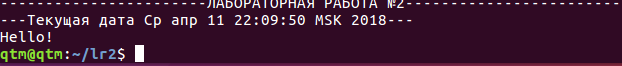 ------------------------ЛАБОРАТОРНАЯ РАБОТА №2----------------------------
---Текущая дата Ср апр 11 22:09:50 MSK 2018---
Hello!
qtm@qtm:~/lr2$